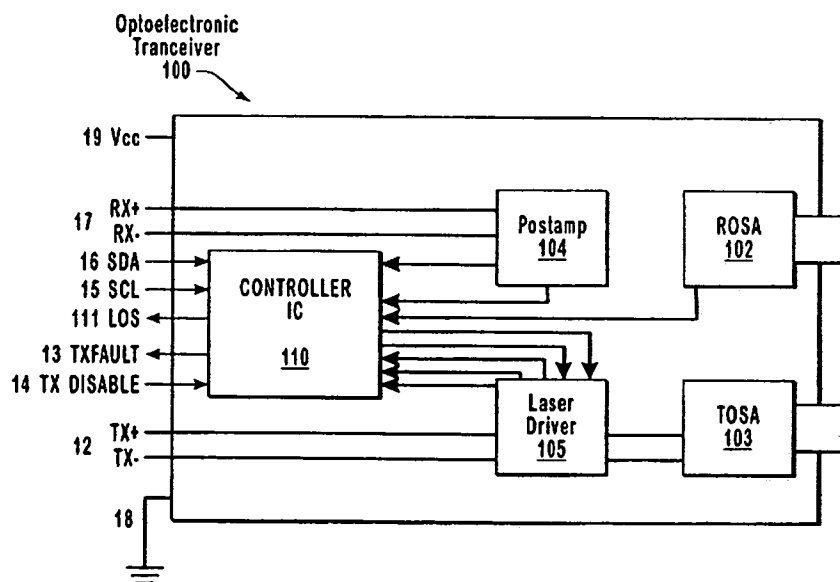 Optoelectronic
Tranceiver
100
19 Vcc
17 RX+
RX-
Postamp
104
ROSA
102
16 SDA
15 SCL
111 LOS
13 TXFAULT
14 TX DISABLE
CONTROLLER
IC
110
Laser
Driver
105
TOSA
103
12 TX+
TX-
18